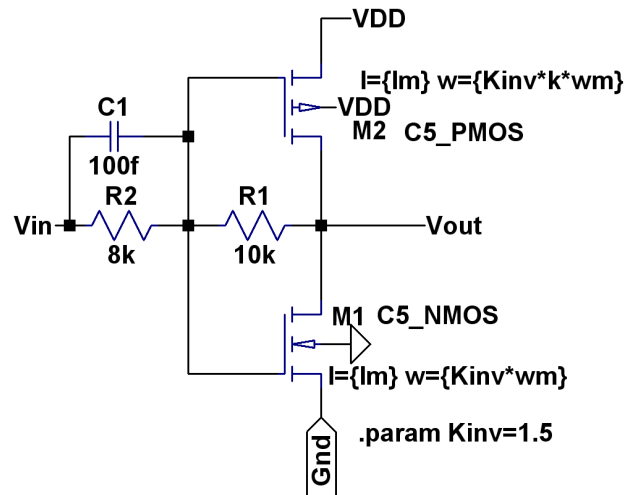 VDD
l={lm} w={Kinv*k*wm}
C1
VDD
M2 C5_PMOS
100f
R2
R1
Vin
Vout
8k
10k
M1 C5_NMOS
l={lm} w={Kinv*wm}
.param Kinv=1.5
Gnd